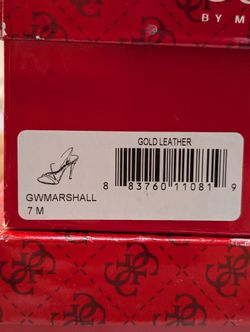 BY M
GOLD LEATHER
8 83760 11081 9
GWMARSHALL
7 M